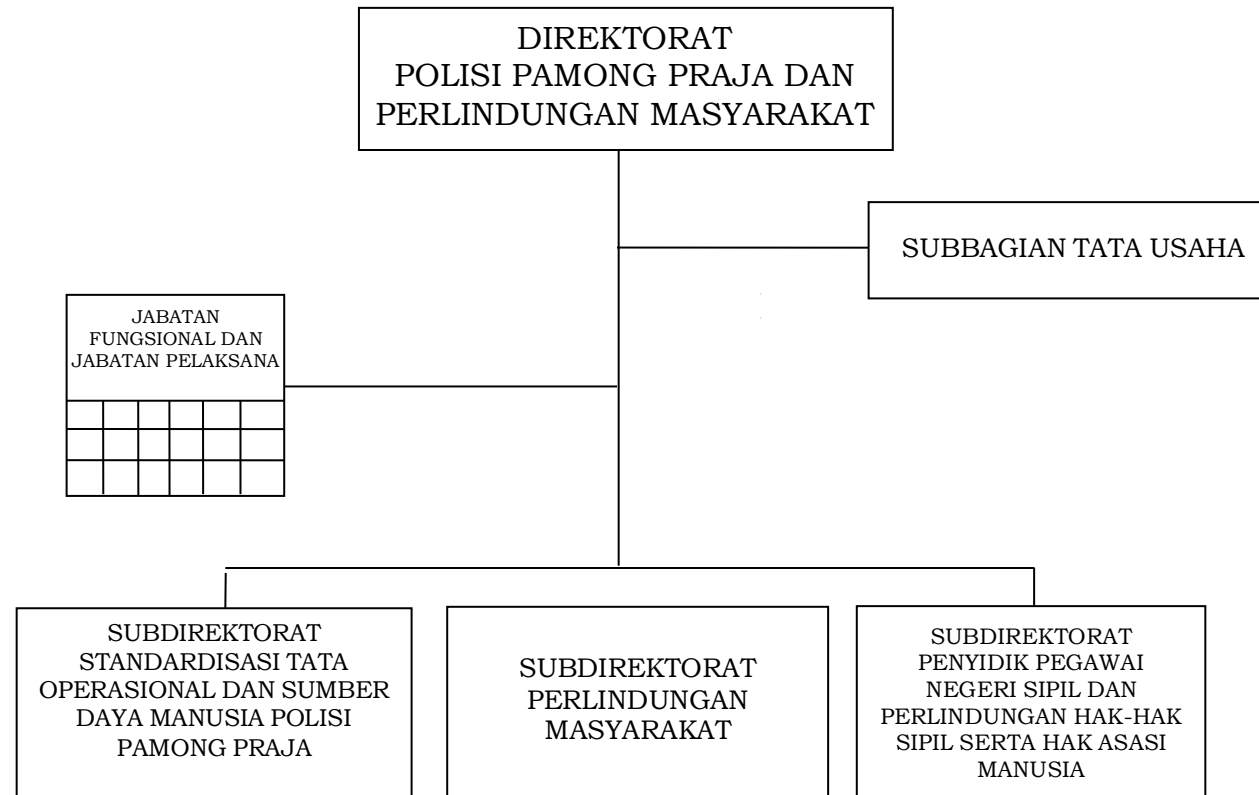 DIREKTORAT
POLISI PAMONG PRAJA DAN
PERLINDUNGAN MASYARAKAT
SUBBAGIAN TATA USAHA
JABATAN
FUNGSIONAL DAN
JABATAN PELAKSANA
SUBDIREKTORAT
STANDARDISASI TATA
OPERASIONAL DAN SUMBER
DAYA MANUSIA POLISI
PAMONG PRAJA
SUBDIREKTORAT
PERLINDUNGAN
MASYARAKAT
SUBDIREKTORAT
PENYIDIK PEGAWAI
NEGERI SIPIL DAN
PERLINDUNGAN HAK-HAK
SIPIL SERTA HAK ASASI
MANUSIA